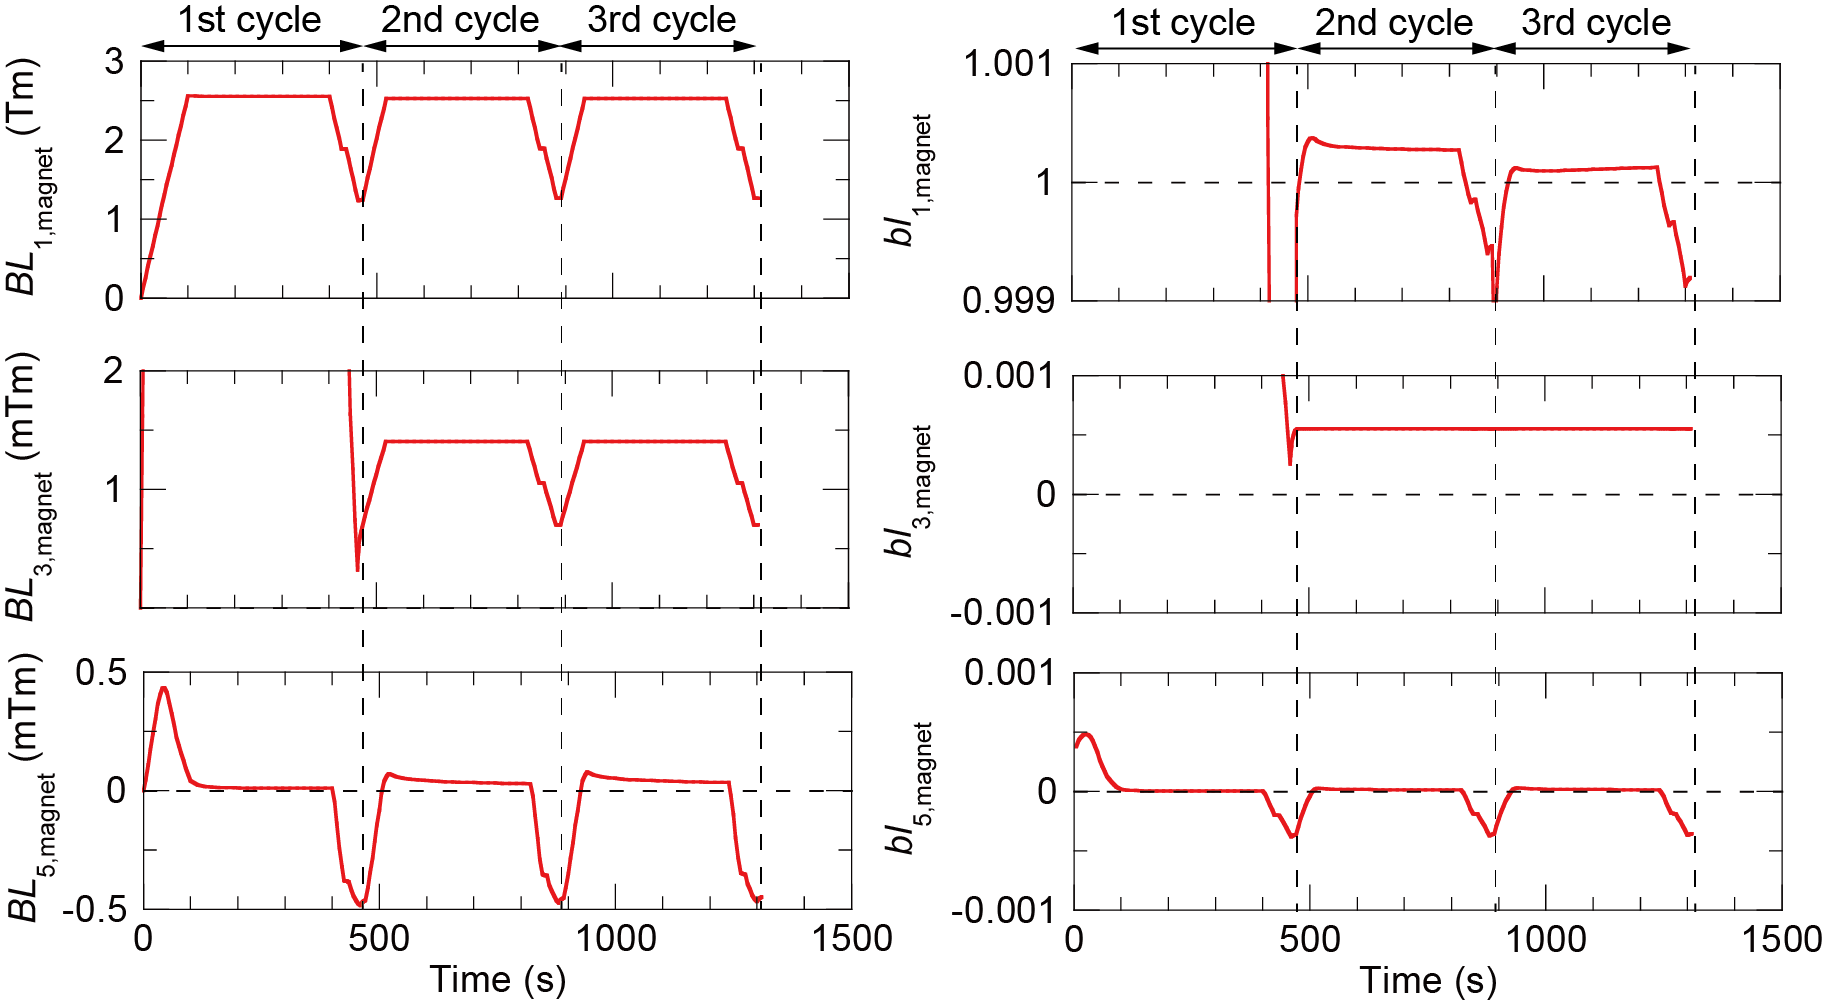 1st cycle 2nd cycle 3rd cycle
BL1,magnet (Tm)
3
2
1
0
BL3,magnet (mTm)
2
1
BL5,magnet (mTm)
0.5
0
-0.5
0 500 1000 1500
Time (s)
1st cycle 2nd cycle 3rd cycle
bl1,magnet
1.001
1
0.999
bl3,magnet
0.001
0
-0.001
bl5,magnet
0.001
0
-0.001
0 500 1000 1500
Time (s)